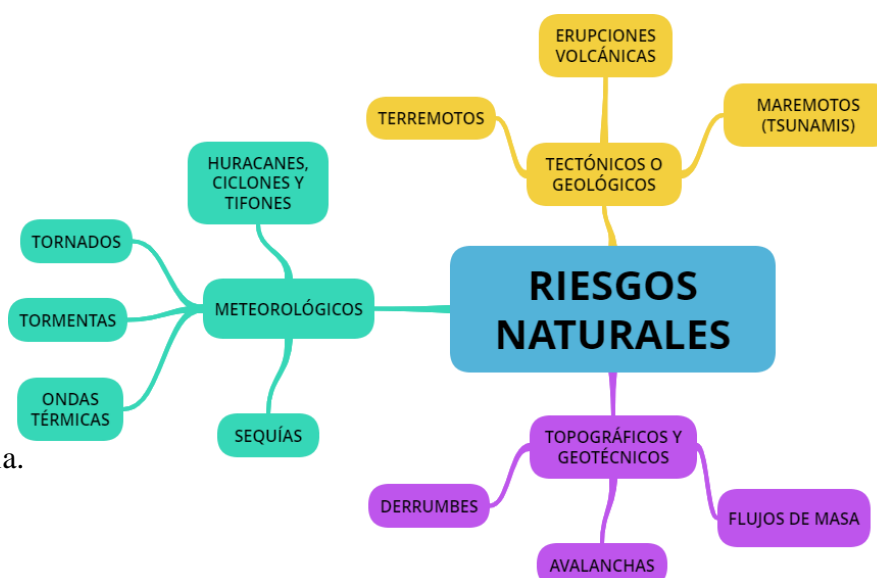 ERUPCIONES
VOLCÁNICAS
TERREMOTOS
MAREMOTOS
(TSUNAMIS)
TECTÓNICOS O
GEOLÓGICOS
HURACANES,
CICLONES Y
TIFONES
TORNADOS
TORMENTAS
METEOROLÓGICOS
ONDAS
TÉRMICAS
SEQUÍAS
RIESGOS
NATURALES
TOPOGRÁFICOS Y
GEOTÉCNICOS
DERRUMBES
FLUJOS DE MASA
AVALANCHAS